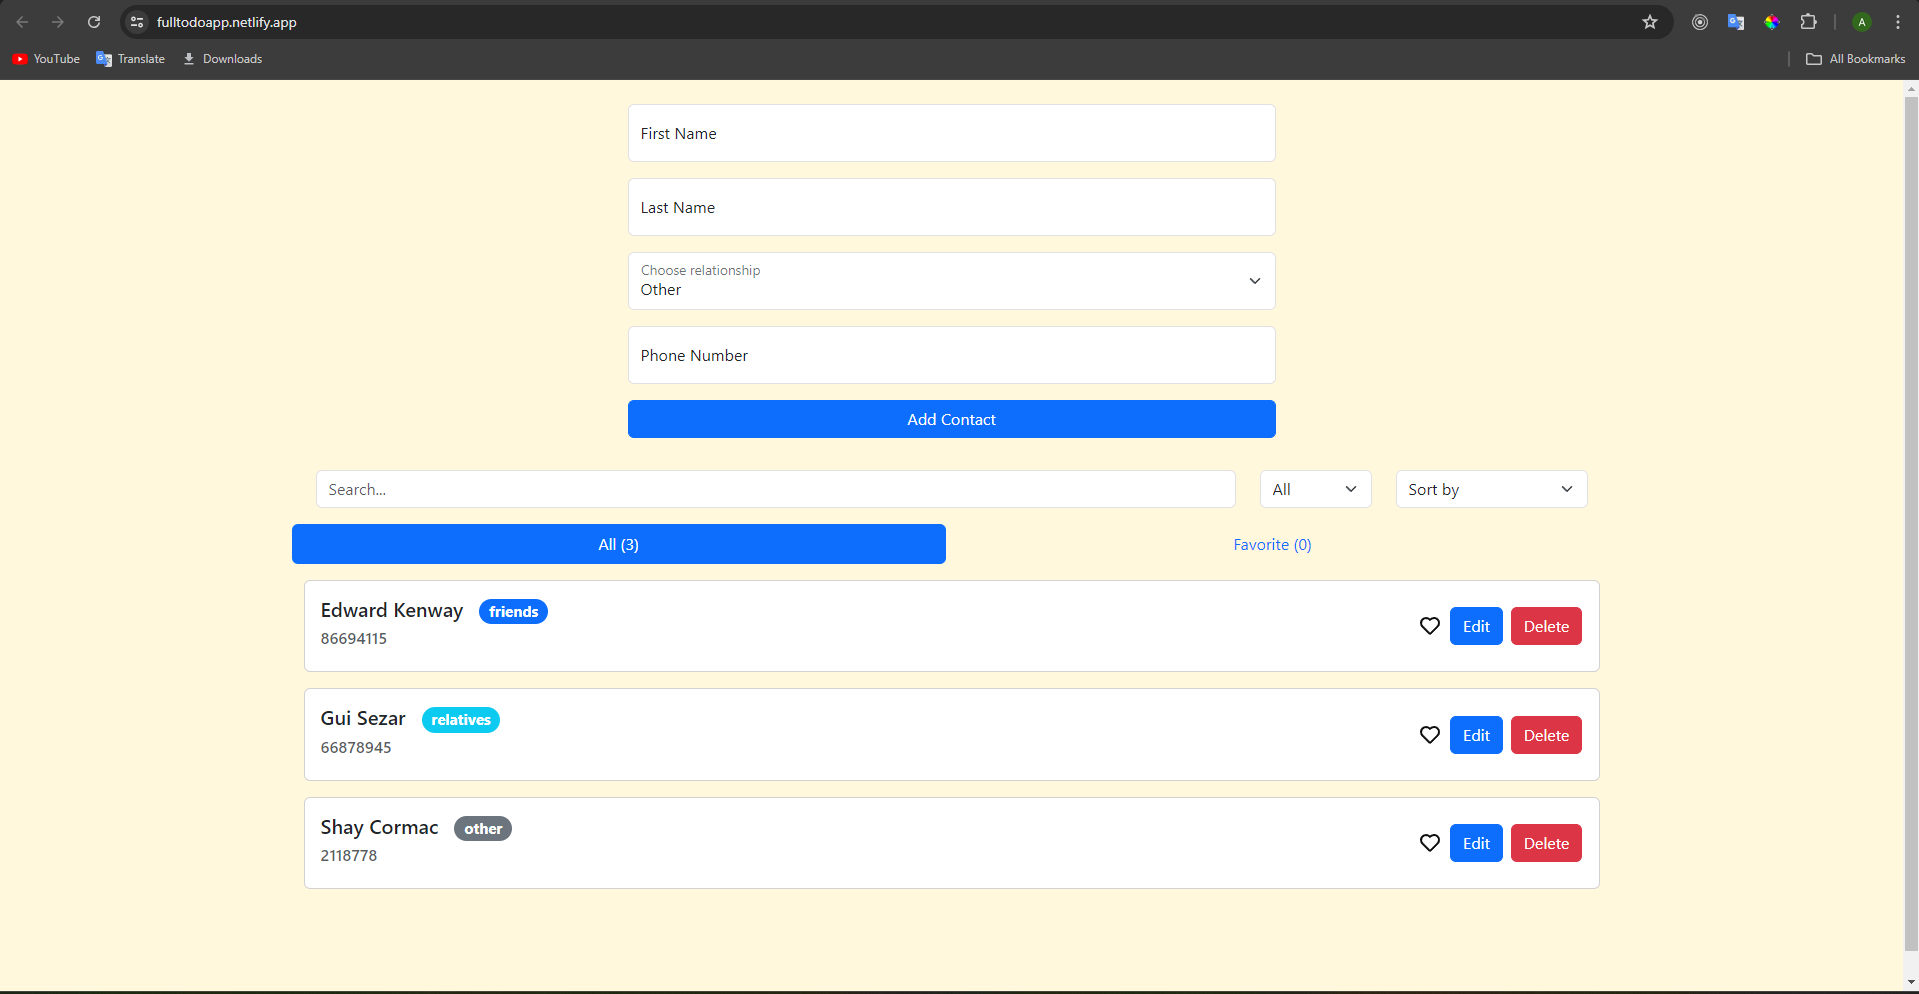 fulltodoapp.netlify.app
A
YouTube
Translate
Downloads
All Bookmarks
First Name
Last Name
Choose relationship
Other
Phone Number
Add Contact
Search...
All
Sort by
All (3)
Favorite (0)
Edward Kenway friends
86694115
Edit Delete
Gui Sezar relatives
66878945
Edit Delete
Shay Cormac other
2118778
Edit Delete